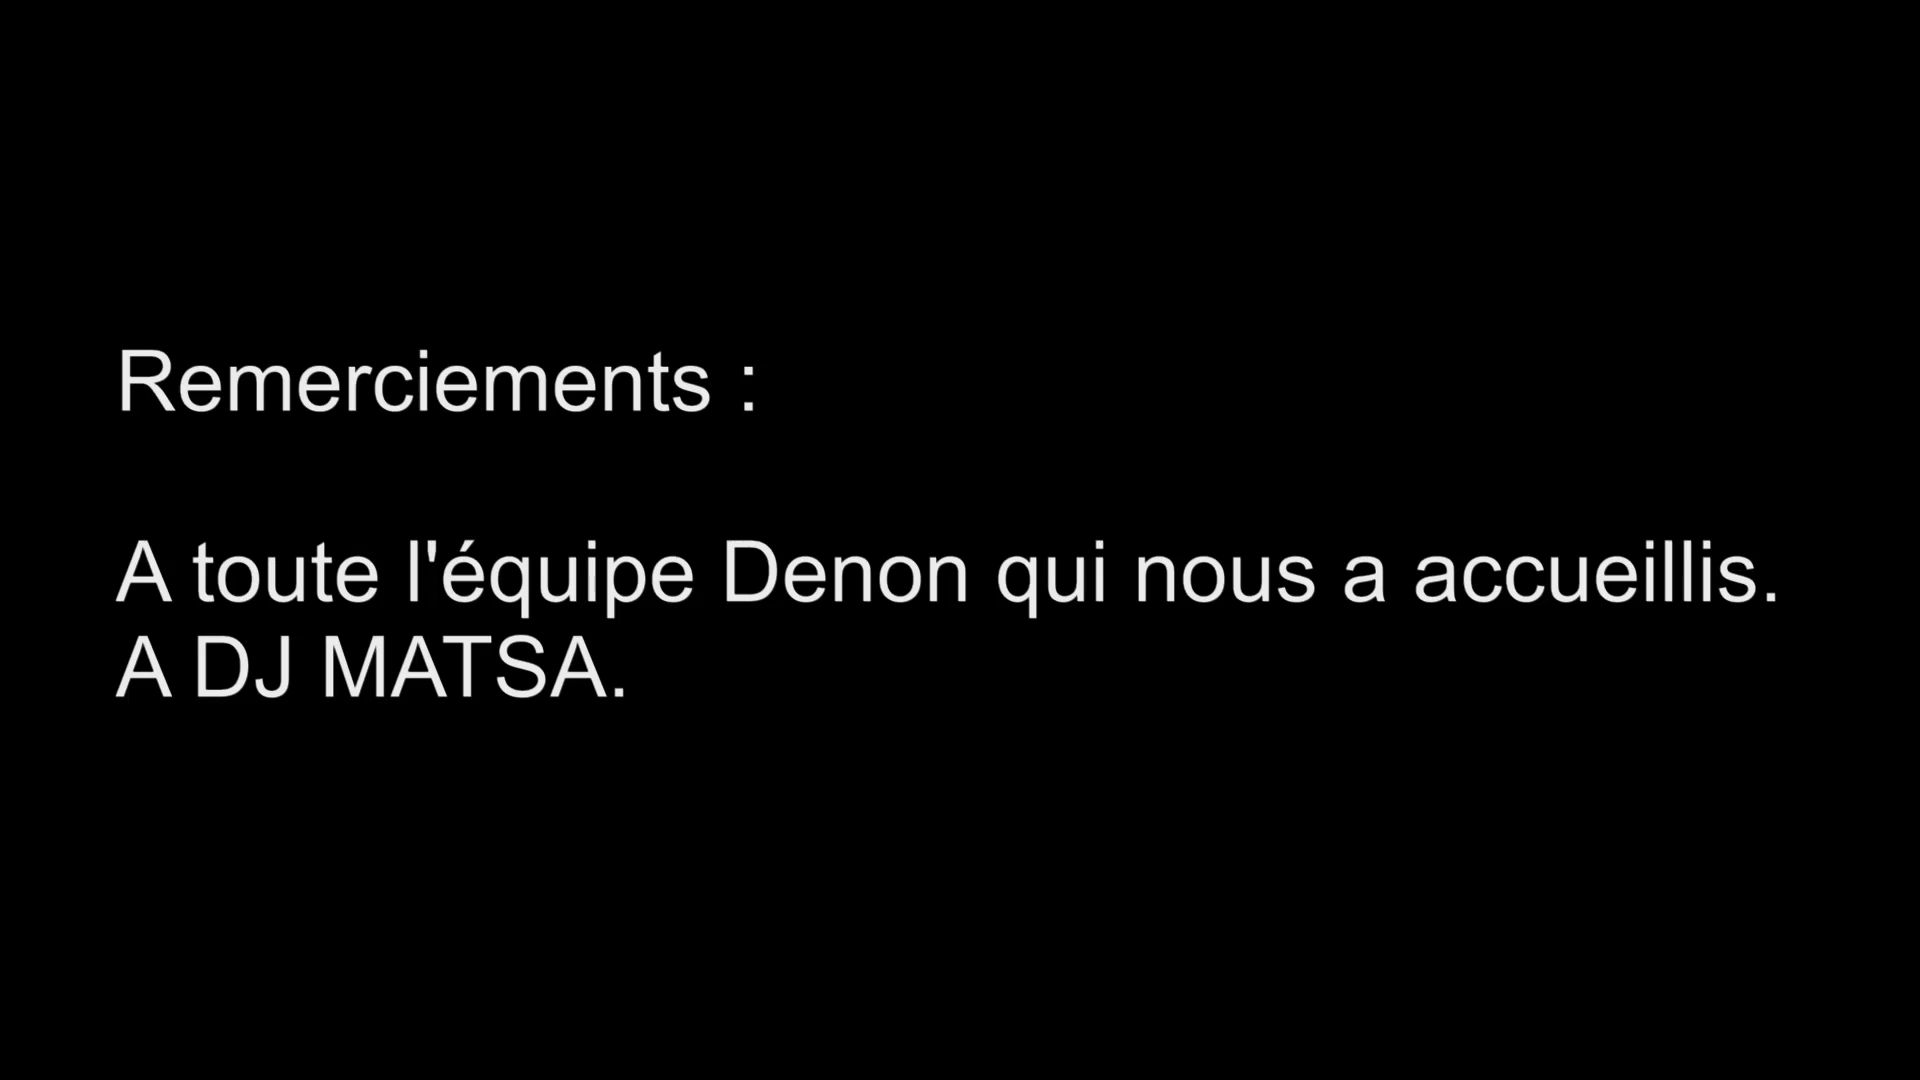 Remerciements :
A toute l'équipe Denon qui nous a accueillis.
A DJ MATSA.